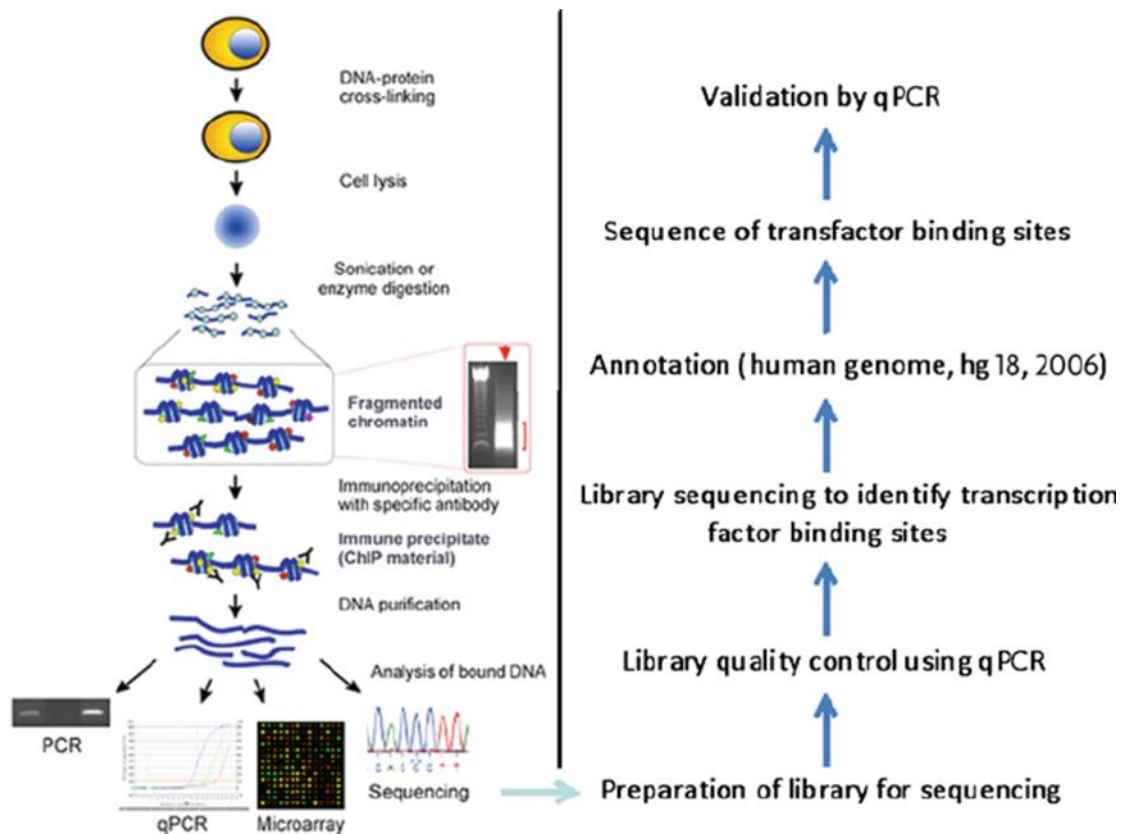 DNA-protein
cross-linking
Cell lysis
Sonication or
enzyme digestion
Fragmented
chromatin
Immunoprecipitation
with specific antibody
Immune precipitate
(ChIP material)
DNA purification
Analysis of bound DNA
PCR
qPCR
Microarray
Sequencing
Validation by qPCR
Sequence of transfactor binding sites
Annotation (human genome, hg 18, 2006)
Library sequencing to identify transcription
factor binding sites
Library quality control using qPCR
Preparation of library for sequencing